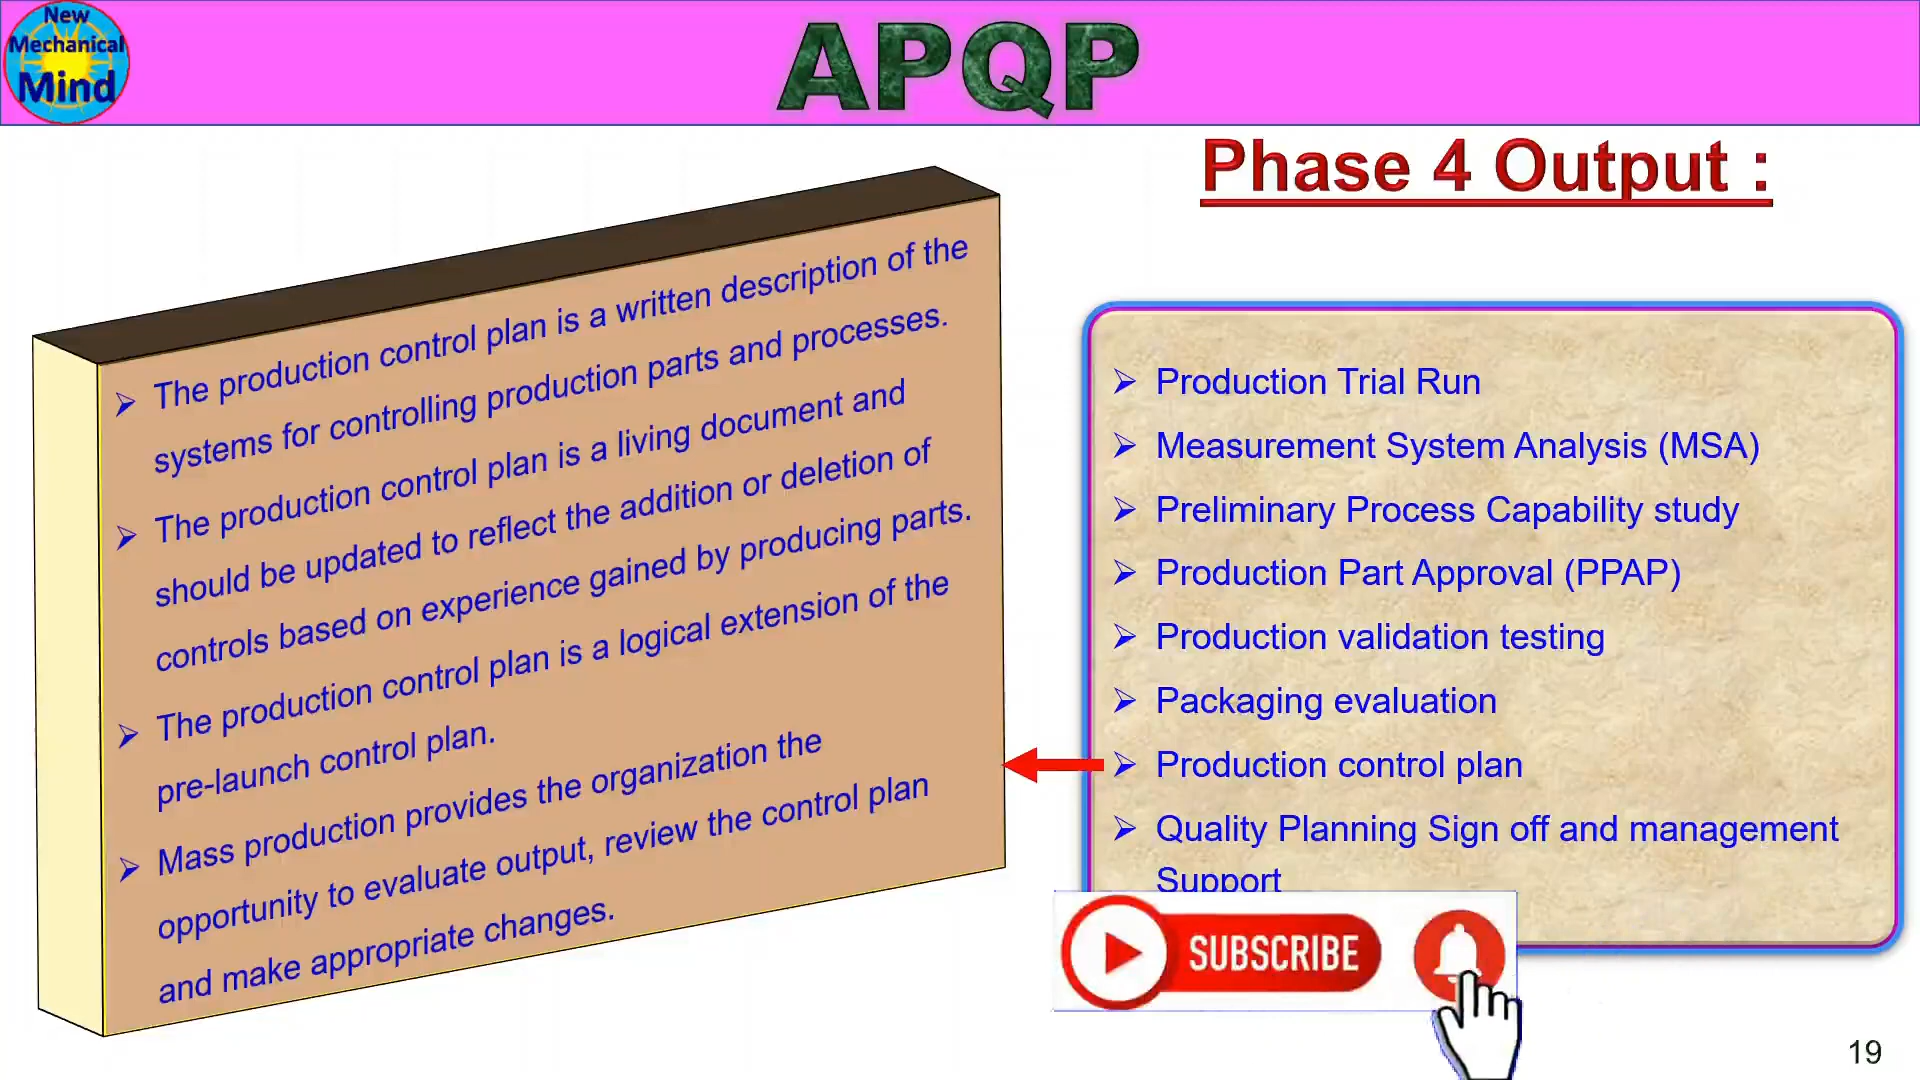 New
Mechanical
Mind
APQP
Phase 4 Output :
➢ The production control plan is a written description of the
systems for controlling production parts and processes.
➢ The production control plan is a living document and
should be updated to reflect the addition or deletion of
controls based on experience gained by producing parts.
➢ The production control plan is a logical extension of the
pre-launch control plan.
➢ Mass production provides the organization the
opportunity to evaluate output, review the control plan
and make appropriate changes.
➢ Production Trial Run
➢ Measurement System Analysis (MSA)
➢ Preliminary Process Capability study
➢ Production Part Approval (PPAP)
➢ Production validation testing
➢ Packaging evaluation
➢ Production control plan
➢ Quality Planning Sign off and management
Support
SUBSCRIBE
19